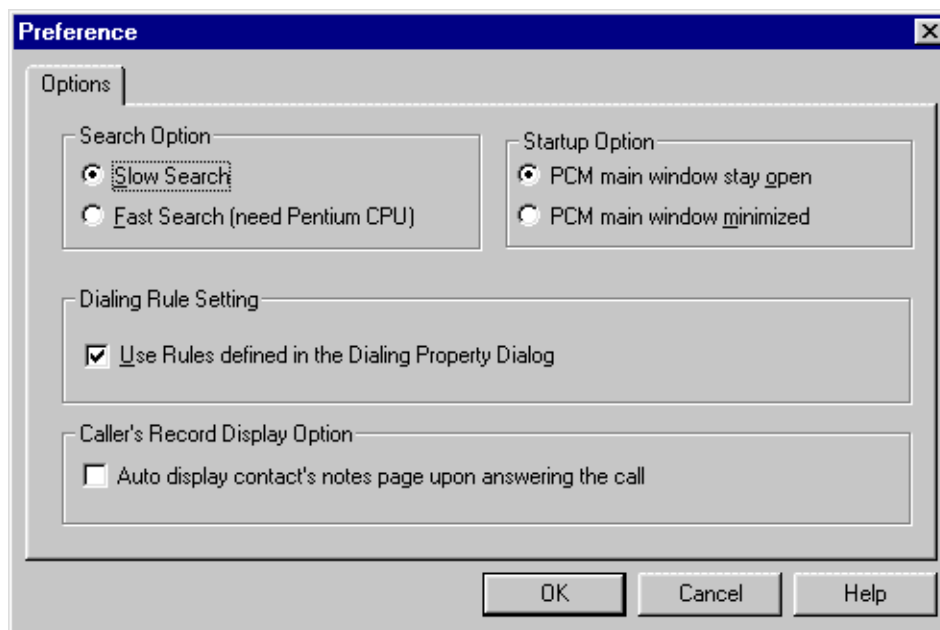 Preference
Options
Search Option
Slow Search
Fast Search (need Pentium CPU)
Startup Option
PCM main window stay open
PCM main window minimized
Dialing Rule Setting
Use Rules defined in the Dialing Property Dialog
Caller's Record Display Option
Auto display contact's notes page upon answering the call
OK
Cancel
Help